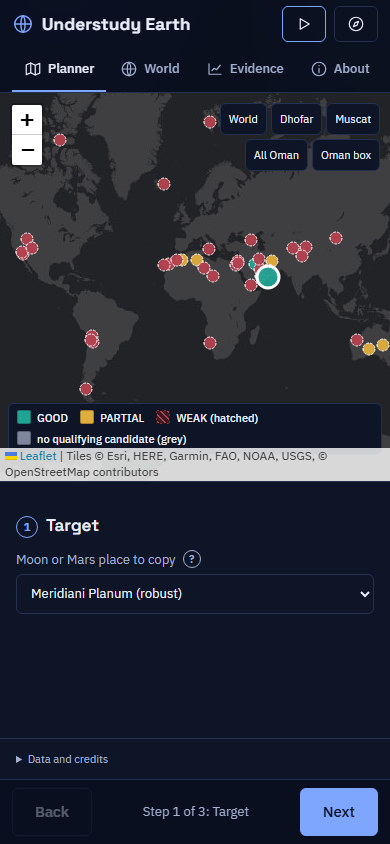 Understudy Earth
Planner World Evidence About
+
−
World Dhofar Muscat
All Oman Oman box
GOOD PARTIAL WEAK (hatched)
no qualifying candidate (grey)
Leaflet | Tiles © Esri, HERE, Garmin, FAO, NOAA, USGS, ©
OpenStreetMap contributors
1 Target
Moon or Mars place to copy ?
Meridiani Planum (robust)
Data and credits
Back Step 1 of 3: Target Next